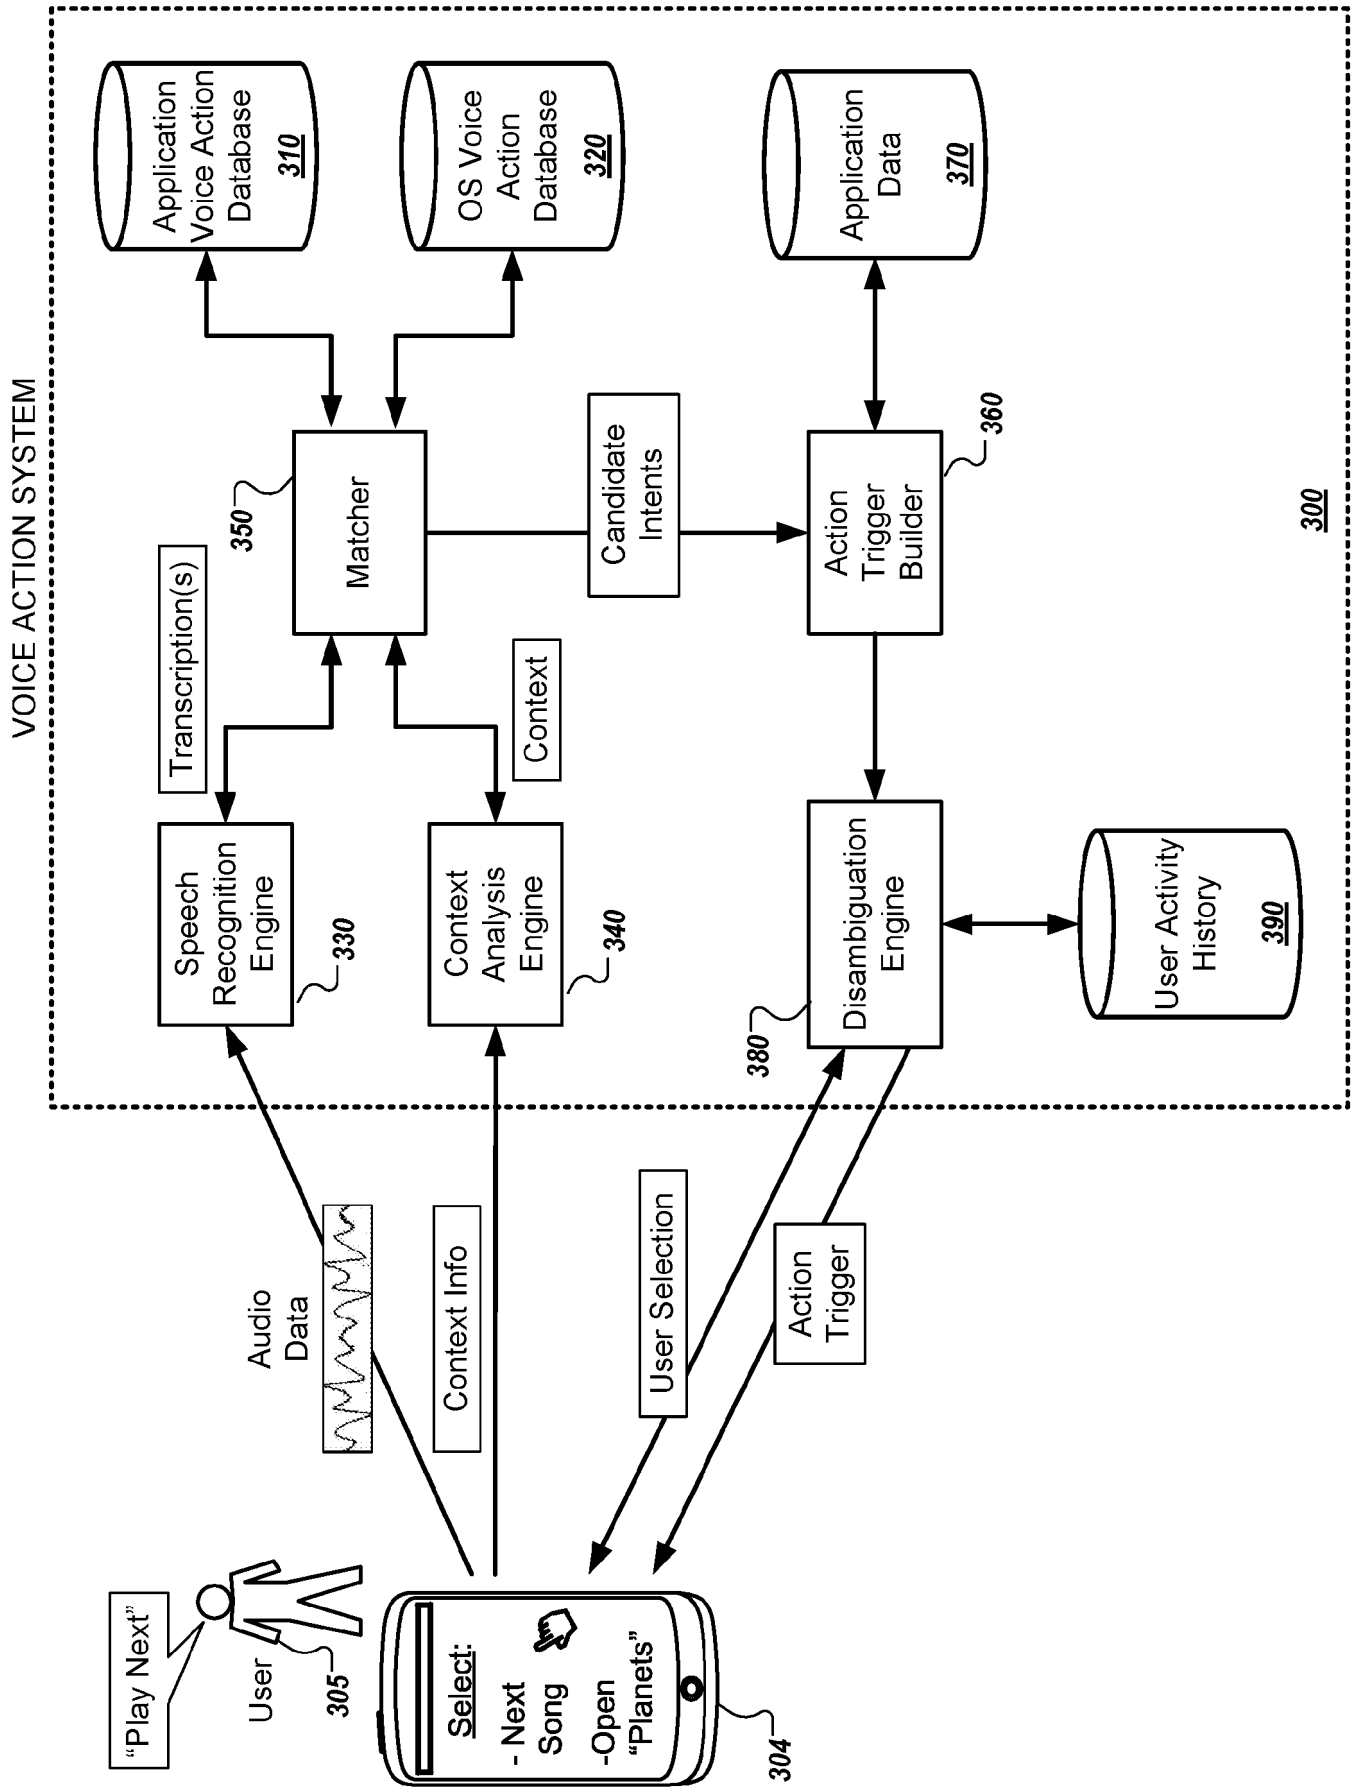 VOICE ACTION SYSTEM
"Play Next"
User
305
Select:
- Next
Song
-Open
"Planets"
304
Audio
Data
Context Info
User Selection
Action
Trigger
Speech
Recognition
Engine
330
Transcription(s)
Context
Analysis
Engine
340
Context
350
Matcher
Application
Voice Action
Database
310
OS Voice
Action
Database
320
Candidate
Intents
Action
Trigger
Builder
360
Application
Data
370
380
Disambiguation
Engine
User Activity
History
390
300